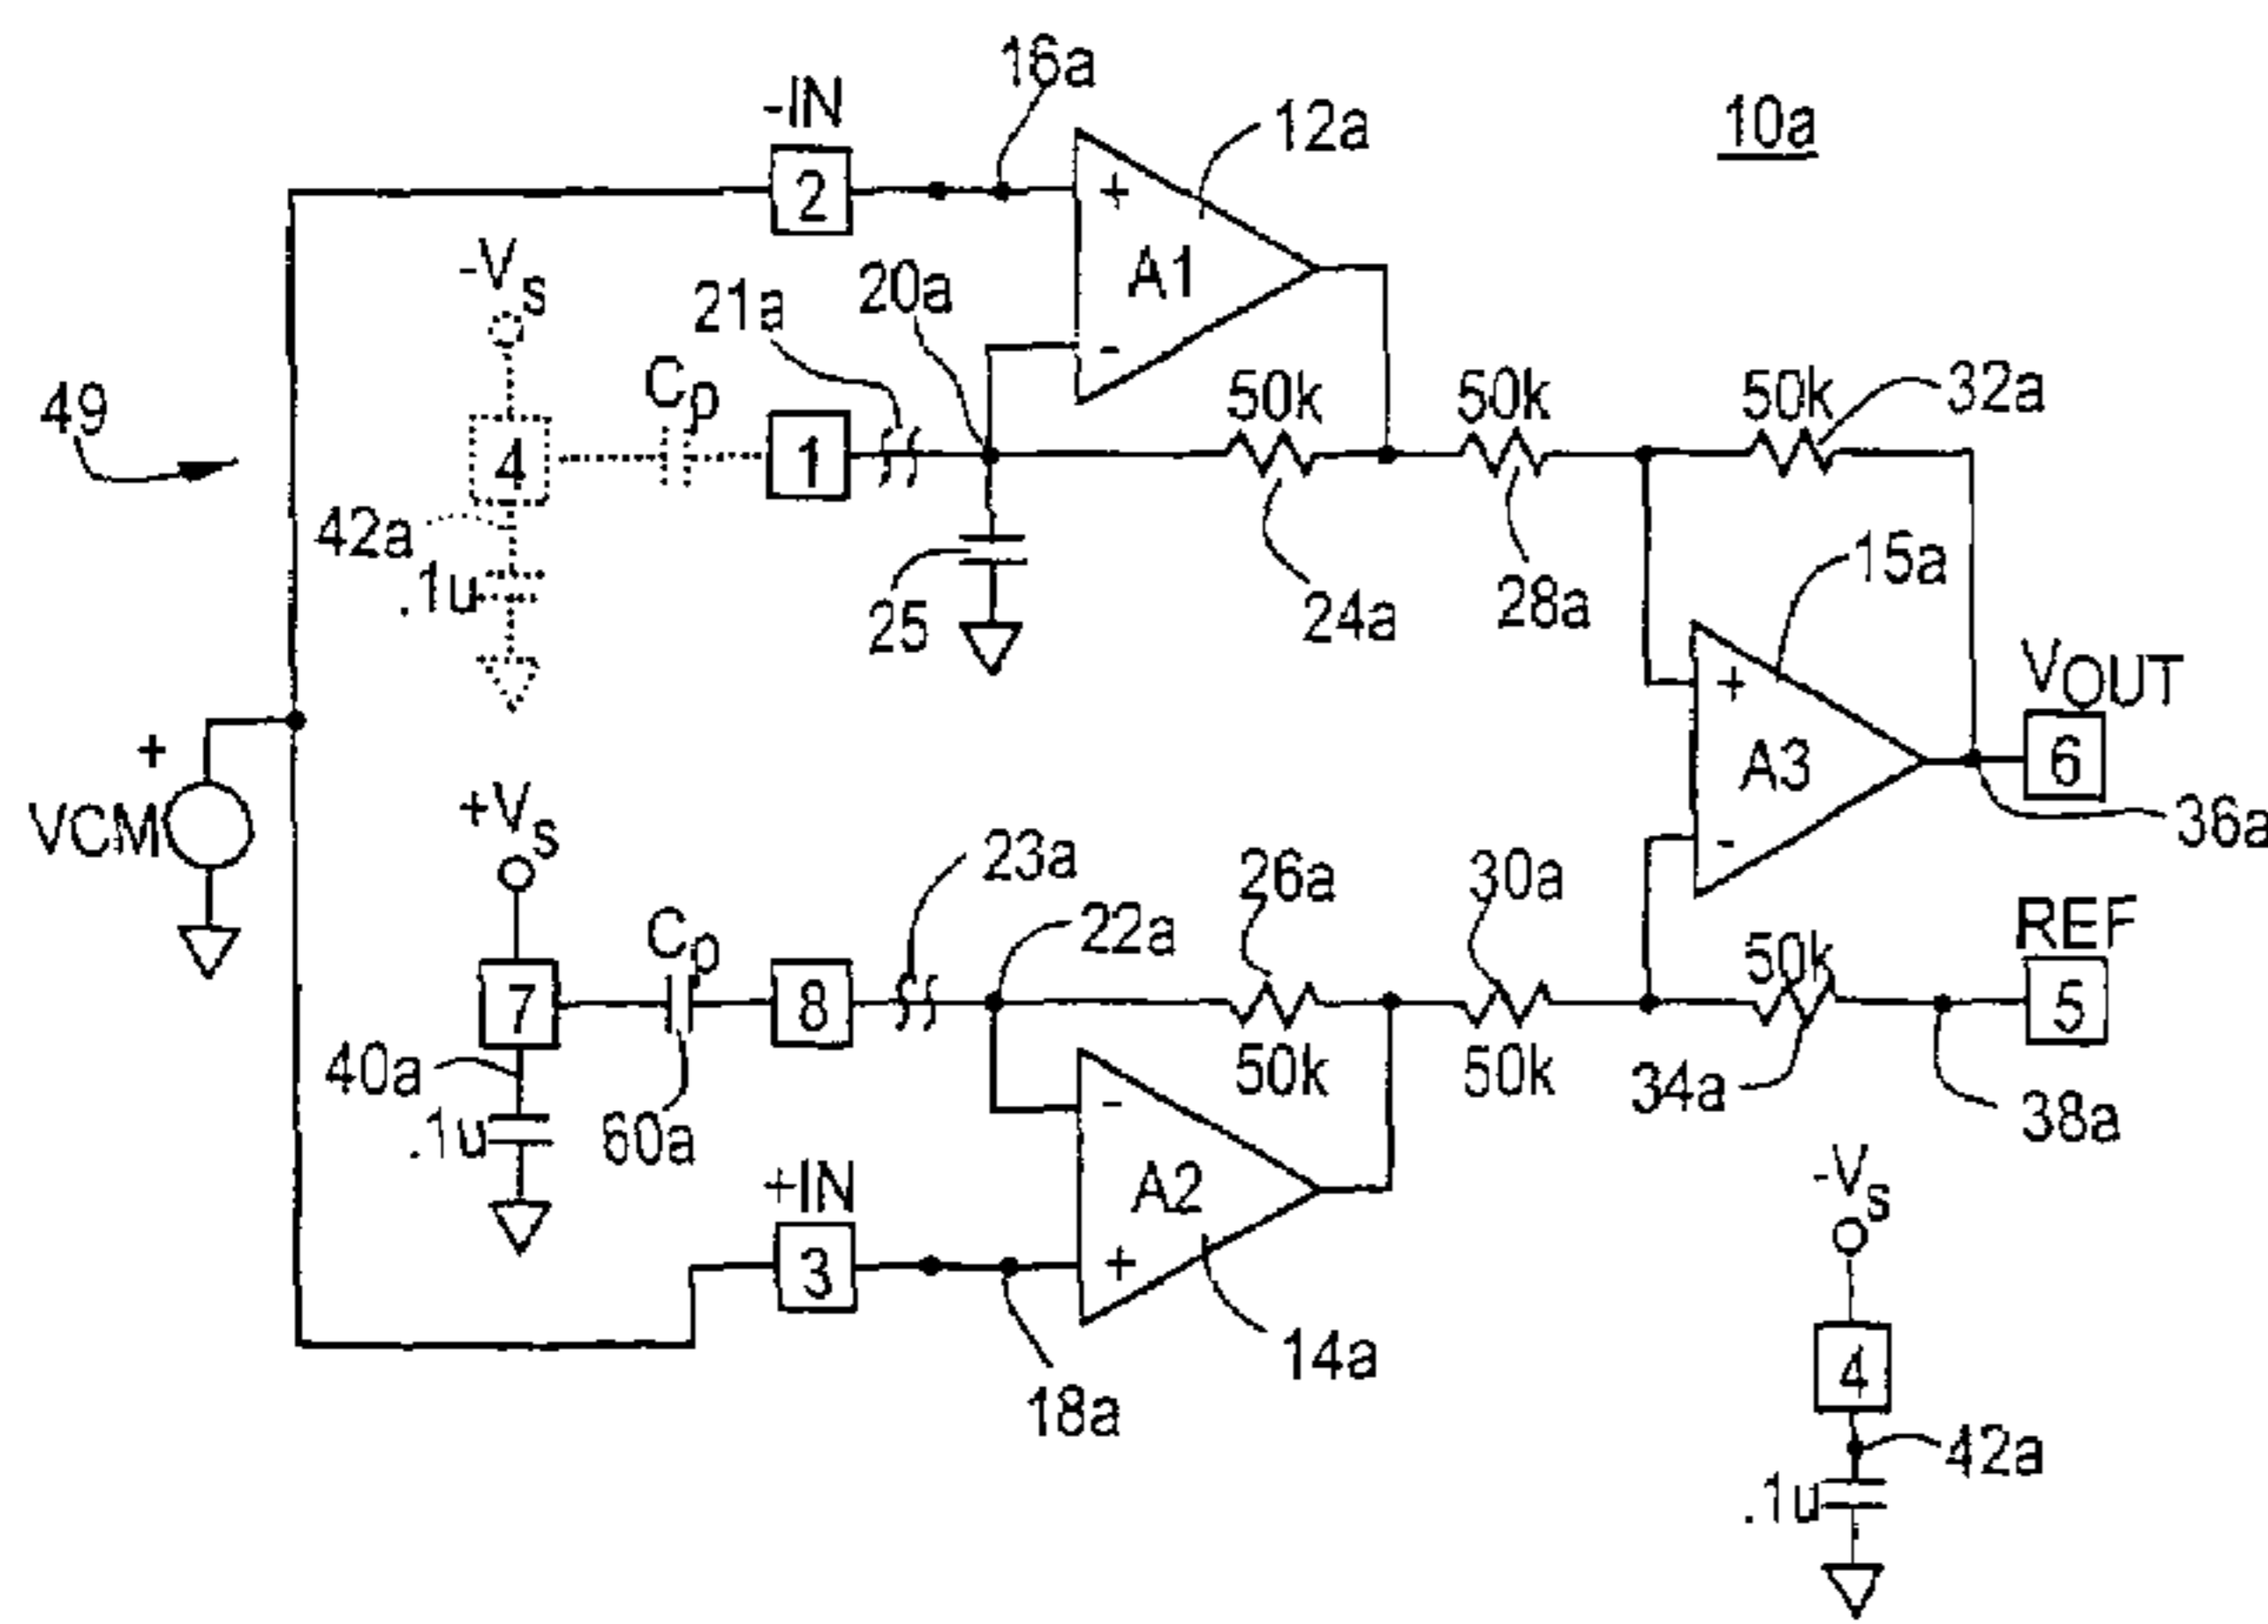 16a
-IN
12a
10a
2
+
A1
-Vs
20a
21a
-
Cp
50k
50k
50k
32a
49
4
1
42a
.1u
25
24a
28a
15a
VOUT
+
+
A3
6
+Vs
VCM
-
36a
23a
26a
30a
REF
Cp
22a
50k
7
8
5
40a
50k
50k
34a
38a
.1u
60a
-
+IN
A2
-Vs
3
+
14a
4
18a
42a
.1u